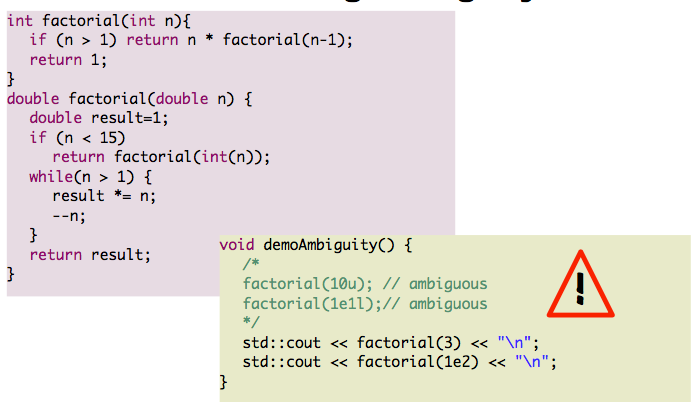 int factorial(int n){
if (n > 1) return n * factorial(n-1);
return 1;
}
double factorial(double n) {
double result=1;
if (n < 15)
return factorial(int(n));
while(n > 1) {
result *= n;
--n;
}
return result;
}
void demoAmbiguity() {
/*
factorial(10u); // ambiguous
factorial(1e1l);// ambiguous
*/
std::cout << factorial(3) << "\n";
std::cout << factorial(1e2) << "\n";
}
!